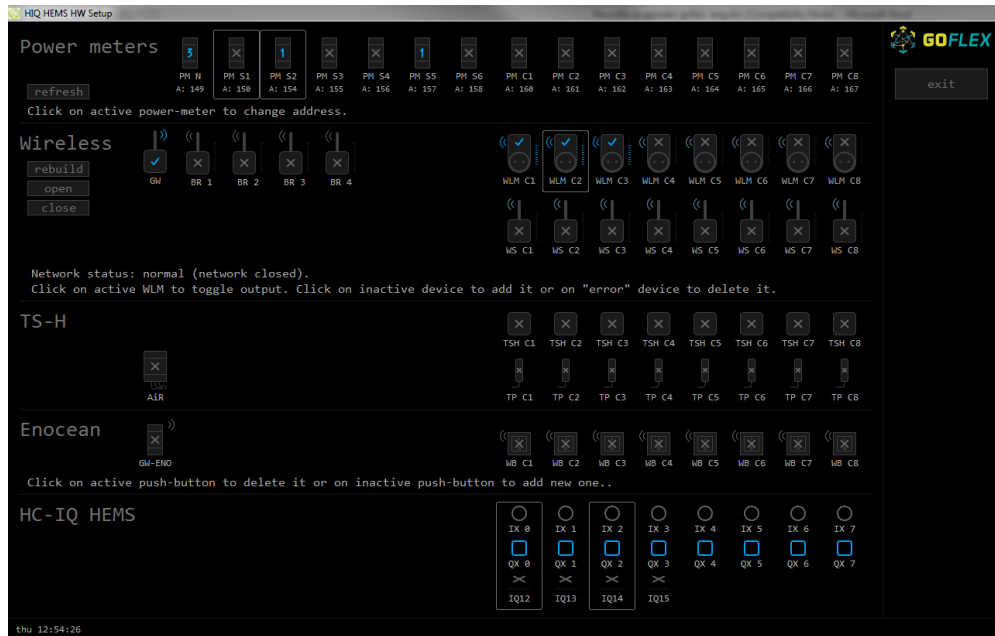 HIQ HEMS HW Setup
GOFLEX
exit
Power meters
3 1 1
PM N PM S1 PM S2 PM S3 PM S4 PM S5 PM S6 PM C1 PM C2 PM C3 PM C4 PM C5 PM C6 PM C7 PM C8
A: 149 A: 150 A: 154 A: 155 A: 156 A: 157 A: 158 A: 160 A: 161 A: 162 A: 163 A: 164 A: 165 A: 166 A: 167
refresh
Click on active power-meter to change address.
Wireless
rebuild
open
close
GW BR 1 BR 2 BR 3 BR 4 WLM C1 WLM C2 WLM C3 WLM C4 WLM C5 WLM C6 WLM C7 WLM C8
WS C1 WS C2 WS C3 WS C4 WS C5 WS C6 WS C7 WS C8
Network status: normal (network closed).
Click on active WLM to toggle output. Click on inactive device to add it or on "error" device to delete it.
TS-H
TSH C1 TSH C2 TSH C3 TSH C4 TSH C5 TSH C6 TSH C7 TSH C8
AiR TP C1 TP C2 TP C3 TP C4 TP C5 TP C6 TP C7 TP C8
Enocean
GW-ENO WB C1 WB C2 WB C3 WB C4 WB C5 WB C6 WB C7 WB C8
Click on active push-button to delete it or on inactive push-button to add new one..
HC-IQ HEMS
IX 0 IX 1 IX 2 IX 3 IX 4 IX 5 IX 6 IX 7
QX 0 QX 1 QX 2 QX 3 QX 4 QX 5 QX 6 QX 7
IQ12 IQ13 IQ14 IQ15
thu 12:54:26